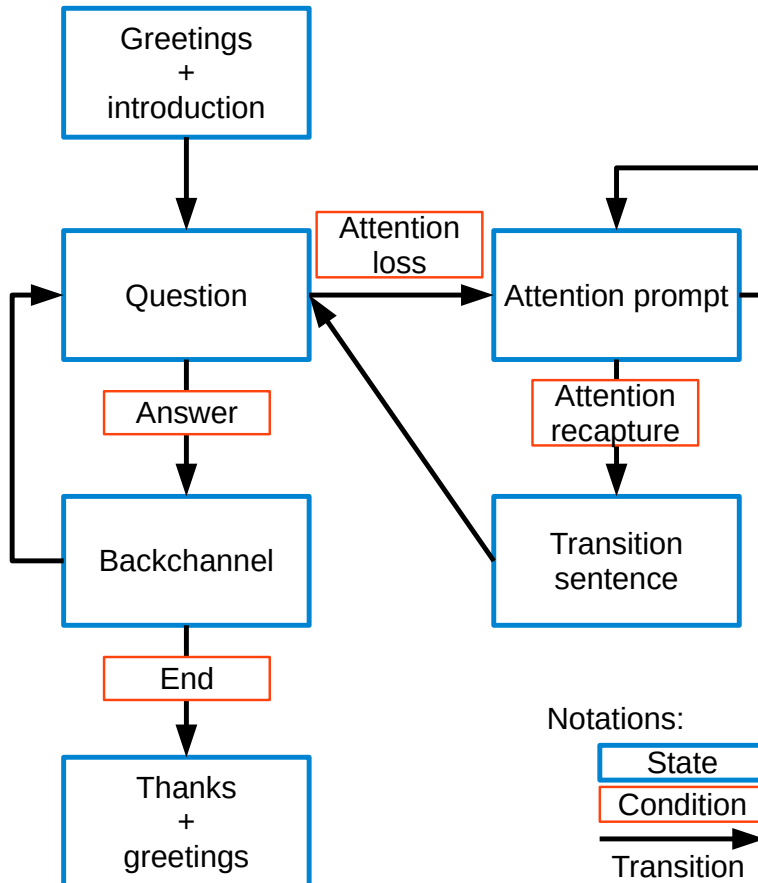 Greetings
+
introduction
Attention
loss
Question
Attention prompt
Answer
Attention
recapture
Backchannel
Transition
sentence
End
Notations:
State
Condition
Transition
Thanks
+
greetings